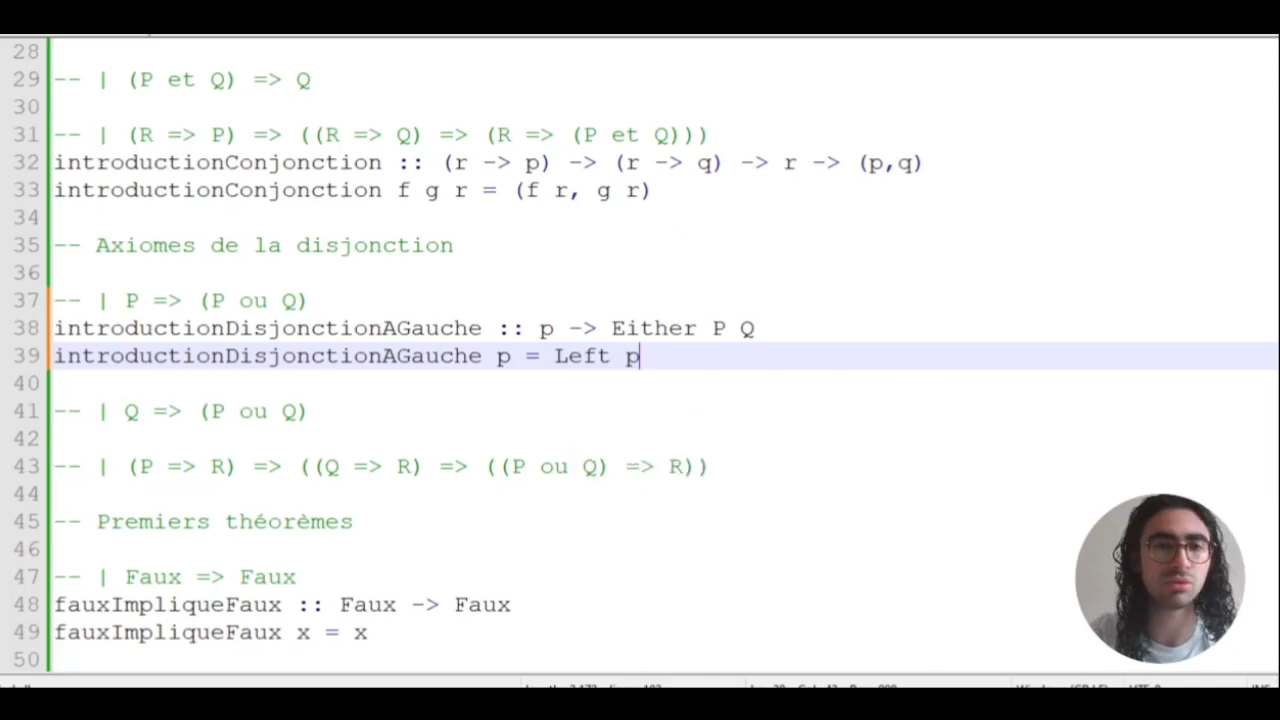 28
29 -- | (P et Q) => Q
30
31 -- | (R => P) => ((R => Q) => (R => (P et Q)))
32 introductionConjonction :: (r -> p) -> (r -> q) -> r -> (p,q)
33 introductionConjonction f g r = (f r, g r)
34
35 -- Axiomes de la disjonction
36
37 -- | P => (P ou Q)
38 introductionDisjonctionAGauche :: p -> Either P Q
39 introductionDisjonctionAGauche p = Left p
40
41 -- | Q => (P ou Q)
42
43 -- | (P => R) => ((Q => R) => ((P ou Q) => R))
44
45 -- Premiers théorèmes
46
47 -- | Faux => Faux
48 fauxImpliqueFaux :: Faux -> Faux
49 fauxImpliqueFaux x = x
50